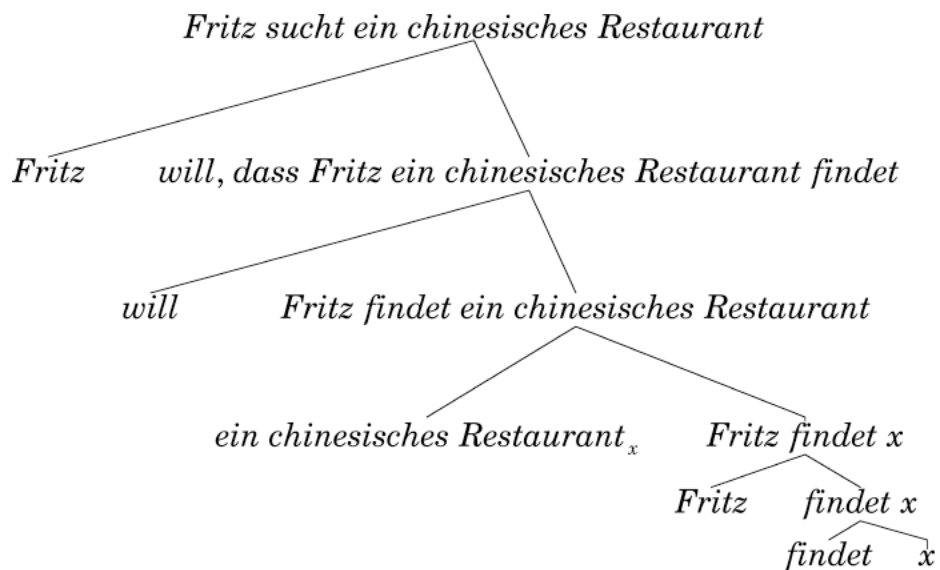 Fritz sucht ein chinesisches Restaurant
Fritz will, dass Fritz ein chinesisches Restaurant findet
will Fritz findet ein chinesisches Restaurant
ein chinesisches Restaurant x Fritz findet x
Fritz findet x
findet x